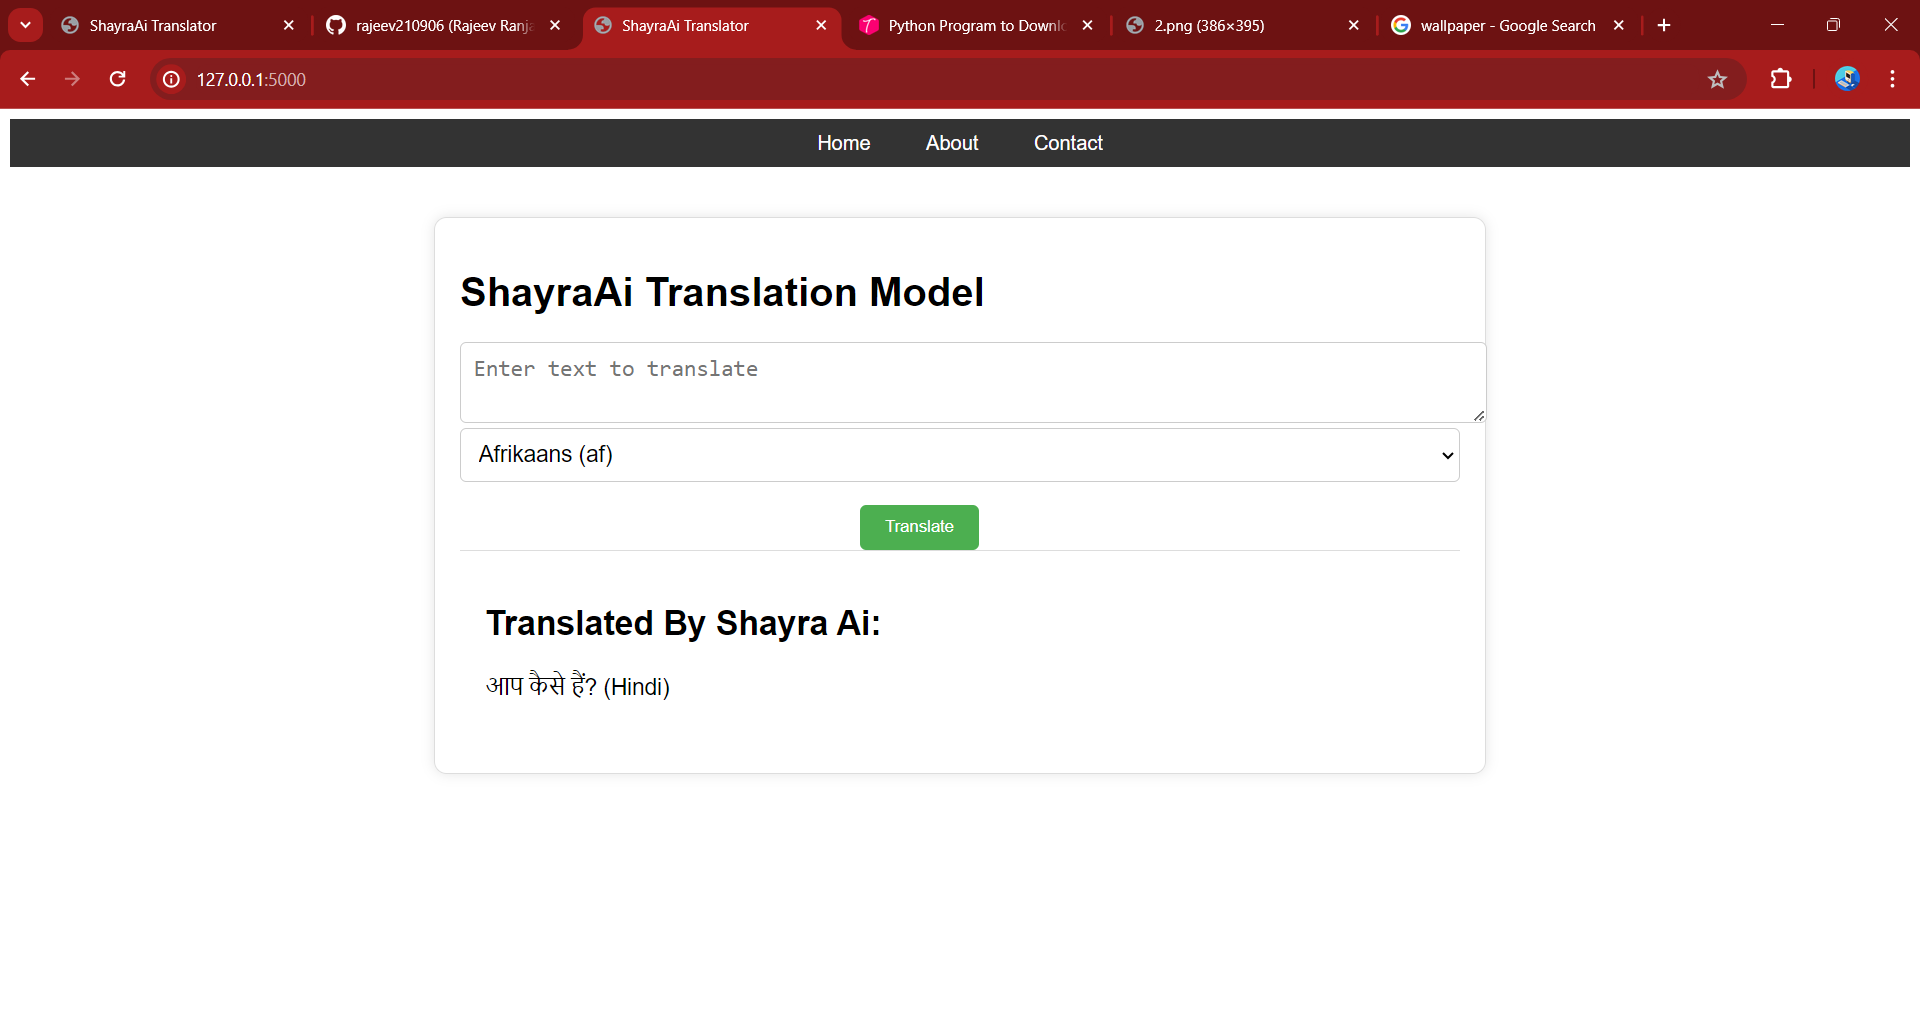 ShayraAi Translator
rajeev210906 (Rajeev Ranja
ShayraAi Translator
Python Program to Downlo
2.png (386×395)
wallpaper - Google Search
127.0.0.1:5000
Home About Contact
ShayraAi Translation Model
Enter text to translate
Afrikaans (af)
Translate
Translated By Shayra Ai:
आप कैसे हैं? (Hindi)